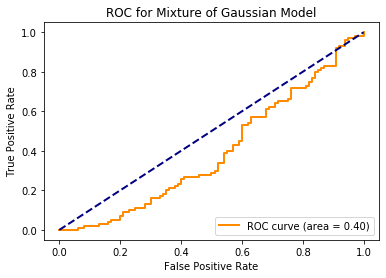 ROC for Mixture of Gaussian Model
True Positive Rate
1.0
0.8
0.6
0.4
0.2
0.0
0.0 0.2 0.4 0.6 0.8 1.0
False Positive Rate
ROC curve (area = 0.40)